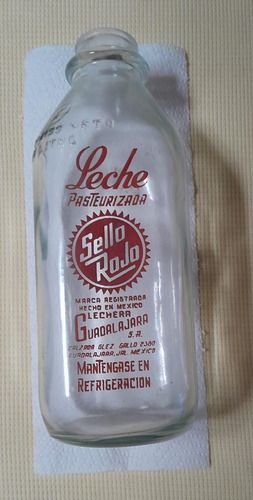 Leche
PASTEURIZADA
Sello
Rojo
MARCA REGISTRADA
HECHO EN MEXICO
LECHERA
GUADALAJARA
S.A.
CALZADA GLEZ. GALLO 2380
GUADALAJARA, JAL. MEXICO
MANTENGASE EN
REFRIGERACION